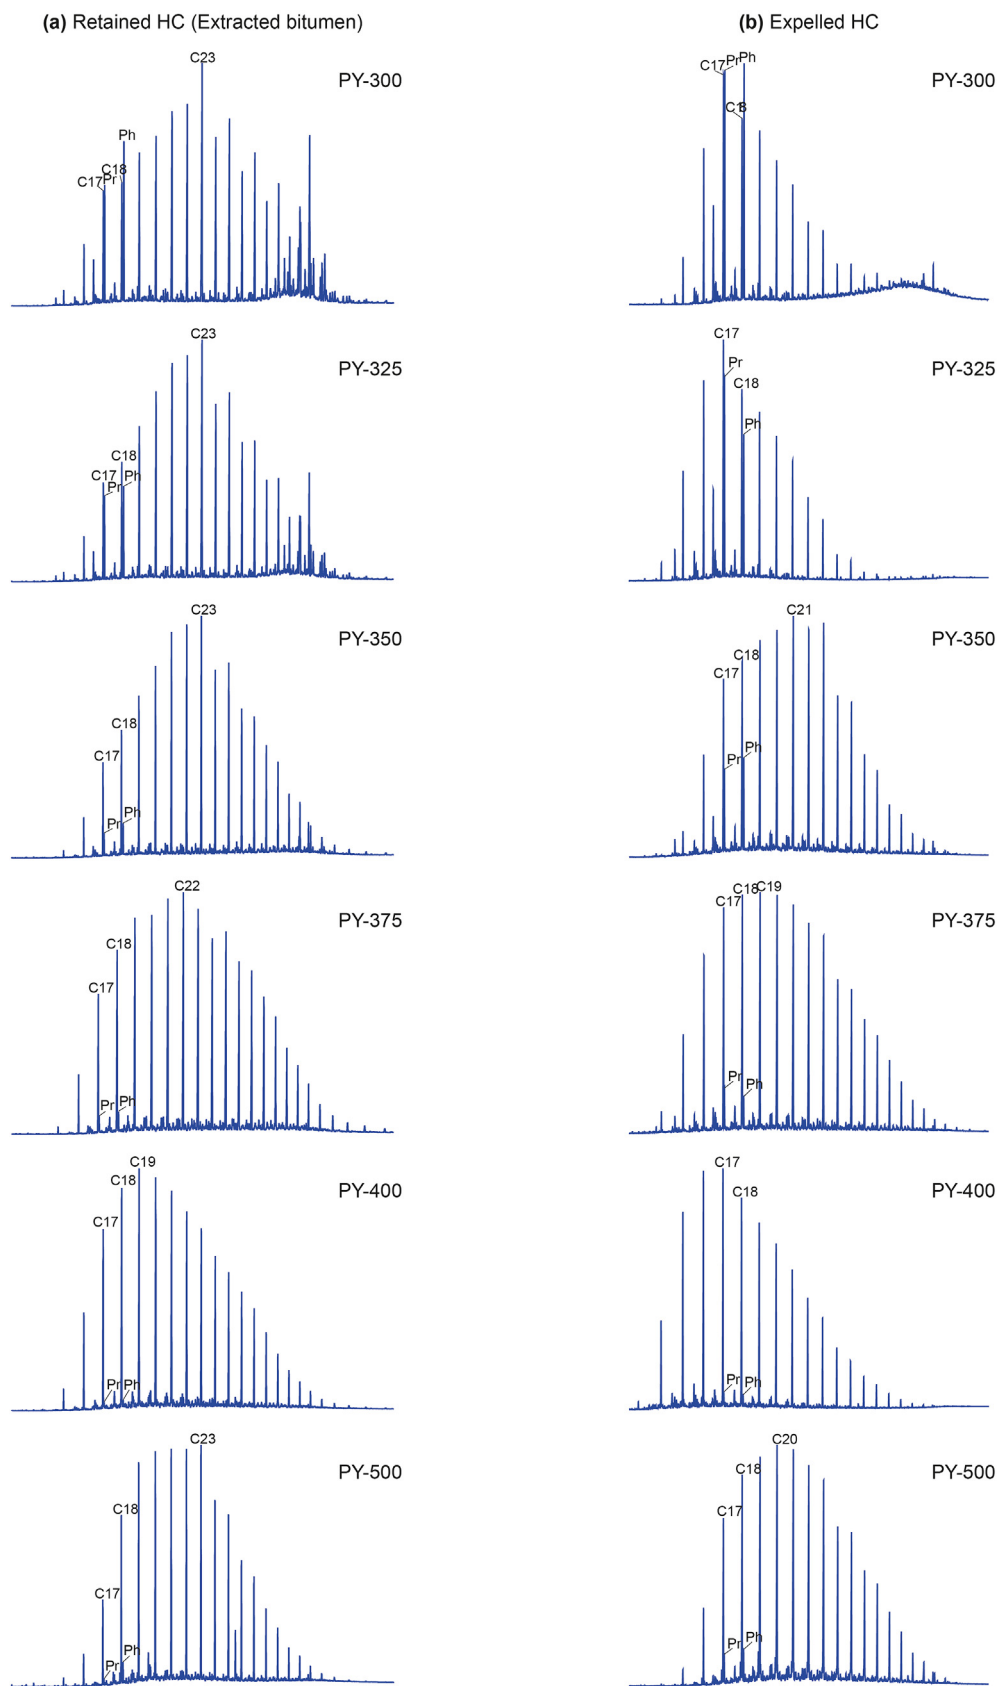 (a) Retained HC (Extracted bitumen)
(b) Expelled HC
C23
PY-300
Ph
C18
C17
Pr
C17
Pr
Ph
PY-300
C18
C23
PY-325
C18
C17
Pr
Ph
C17
PY-325
Pr
C18
Ph
C23
PY-350
C18
C17
Pr
Ph
C21
PY-350
C18
C17
Pr
Ph
C22
PY-375
C18
C17
Pr
Ph
C18
C19
C17
PY-375
Pr
Ph
C19
PY-400
C18
C17
Pr
Ph
C17
PY-400
C18
Pr
Ph
C23
PY-500
C18
C17
Pr
Ph
C20
PY-500
C18
C17
Pr
Ph